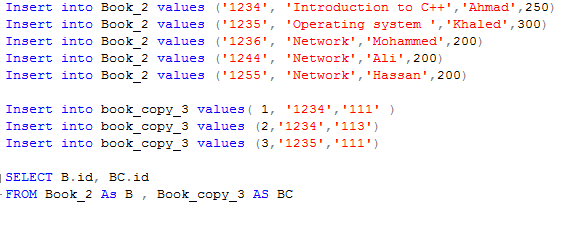 Insert into Book_2 values ('1234', 'Introduction to C++','Ahmad',250)
Insert into Book_2 values ('1235', 'Operating system ','Khaled',300)
Insert into Book_2 values ('1236', 'Network','Mohammed',200)
Insert into Book_2 values ('1244', 'Network','Ali',200)
Insert into Book_2 values ('1255', 'Network','Hassan',200)
Insert into book_copy_3 values( 1, '1234','111' )
Insert into book_copy_3 values (2,'1234','113')
Insert into book_copy_3 values (3,'1235','111')
SELECT B.id, BC.id
FROM Book_2 As B , Book_copy_3 AS BC